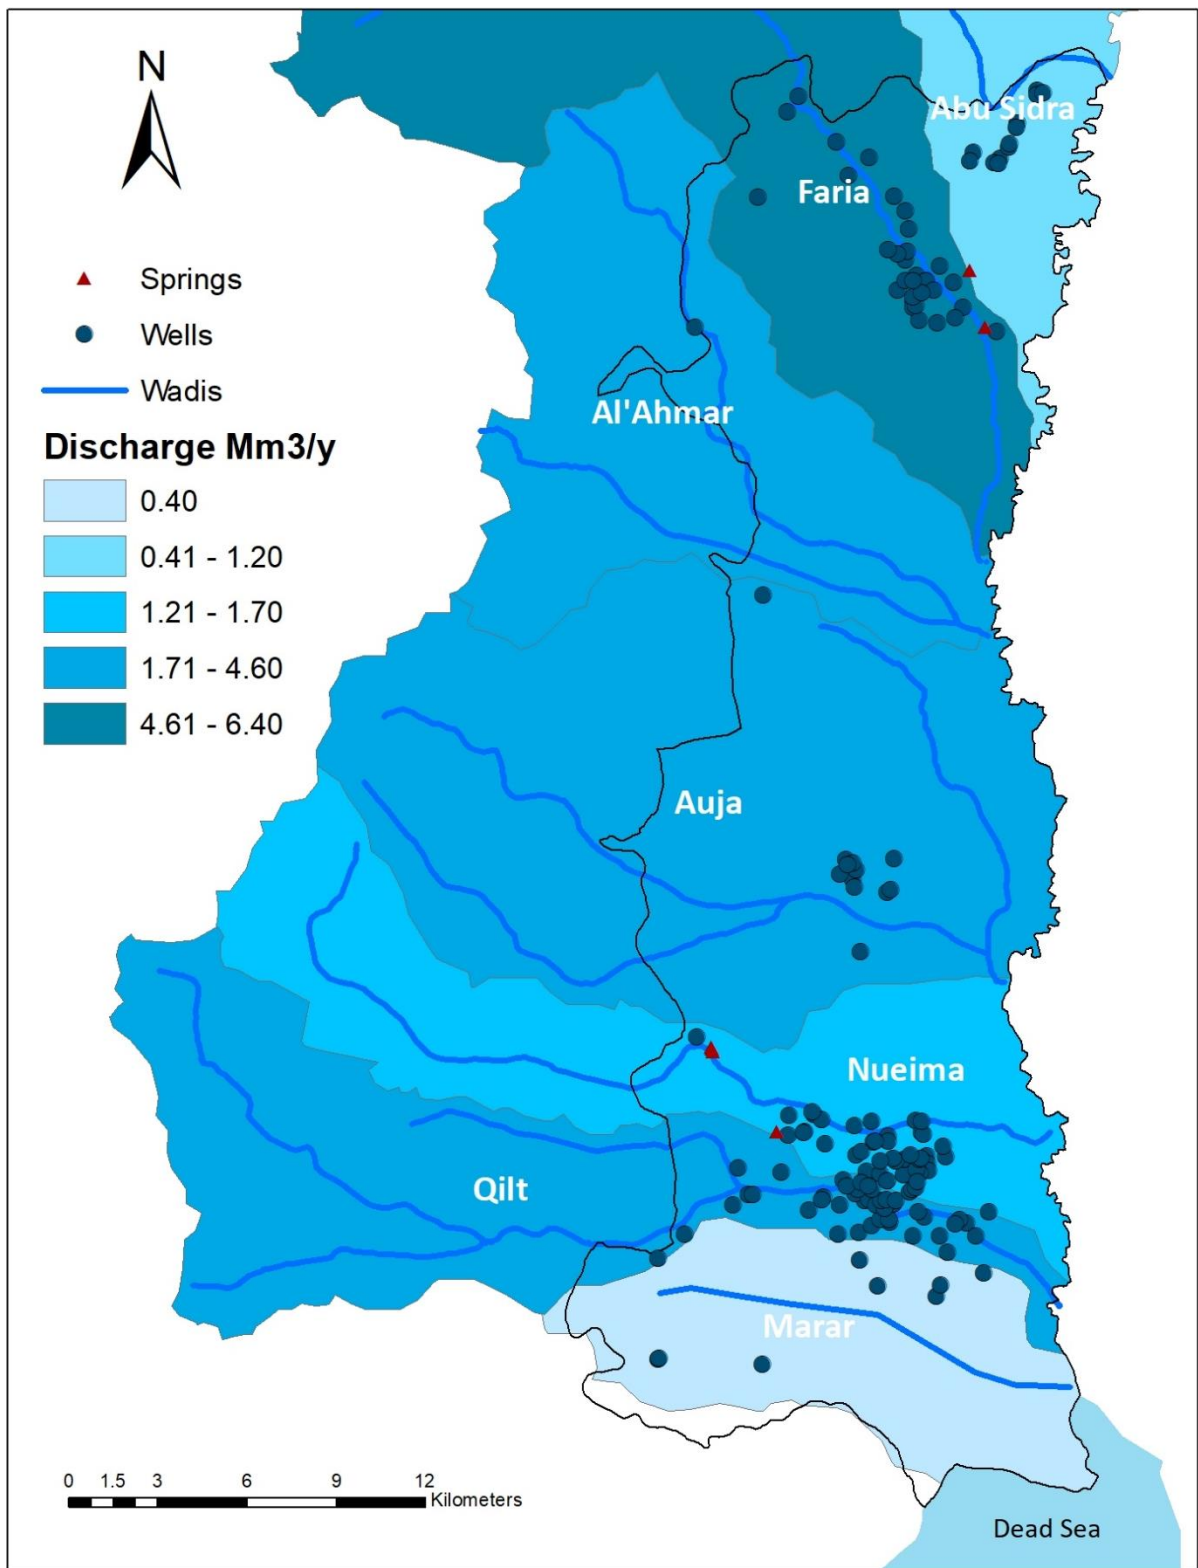 N
Abu Sidra
Faria
Springs
Wells
Wadis
Al'Ahmar
Discharge Mm3/y
0.40
0.41 - 1.20
1.21 - 1.70
1.71 - 4.60
4.61 - 6.40
Auja
Nueima
Qilt
Marar
0 1.5 3 6 9 12
Kilometers
Dead Sea